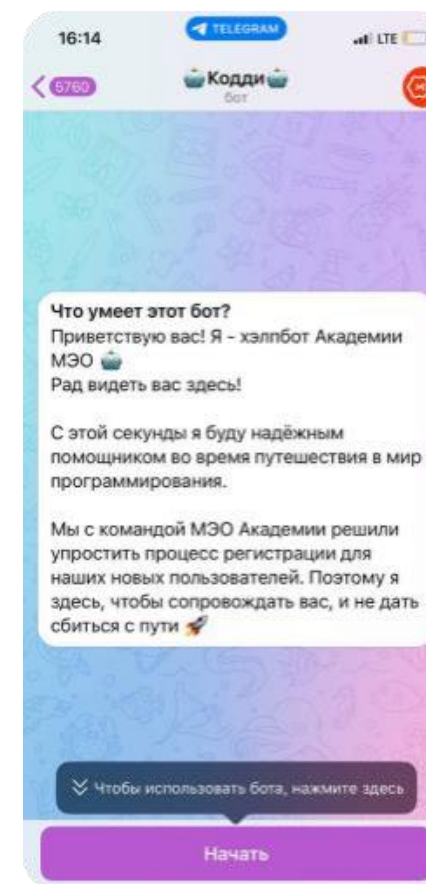 16:14
TELEGRAM
LTE
5760
🤖Кодди🤖
бот
Что умеет этот бот?
Приветствую вас! Я – хэлпбот Академии
МЭО 🤖
Рад видеть вас здесь!
С этой секунды я буду надёжным
помощником во время путешествия в мир
программирования.
Мы с командой МЭО Академии решили
упростить процесс регистрации для
наших новых пользователей. Поэтому я
здесь, чтобы сопровождать вас, и не дать
сбиться с пути 🚀
Чтобы использовать бота, нажмите здесь
Начать